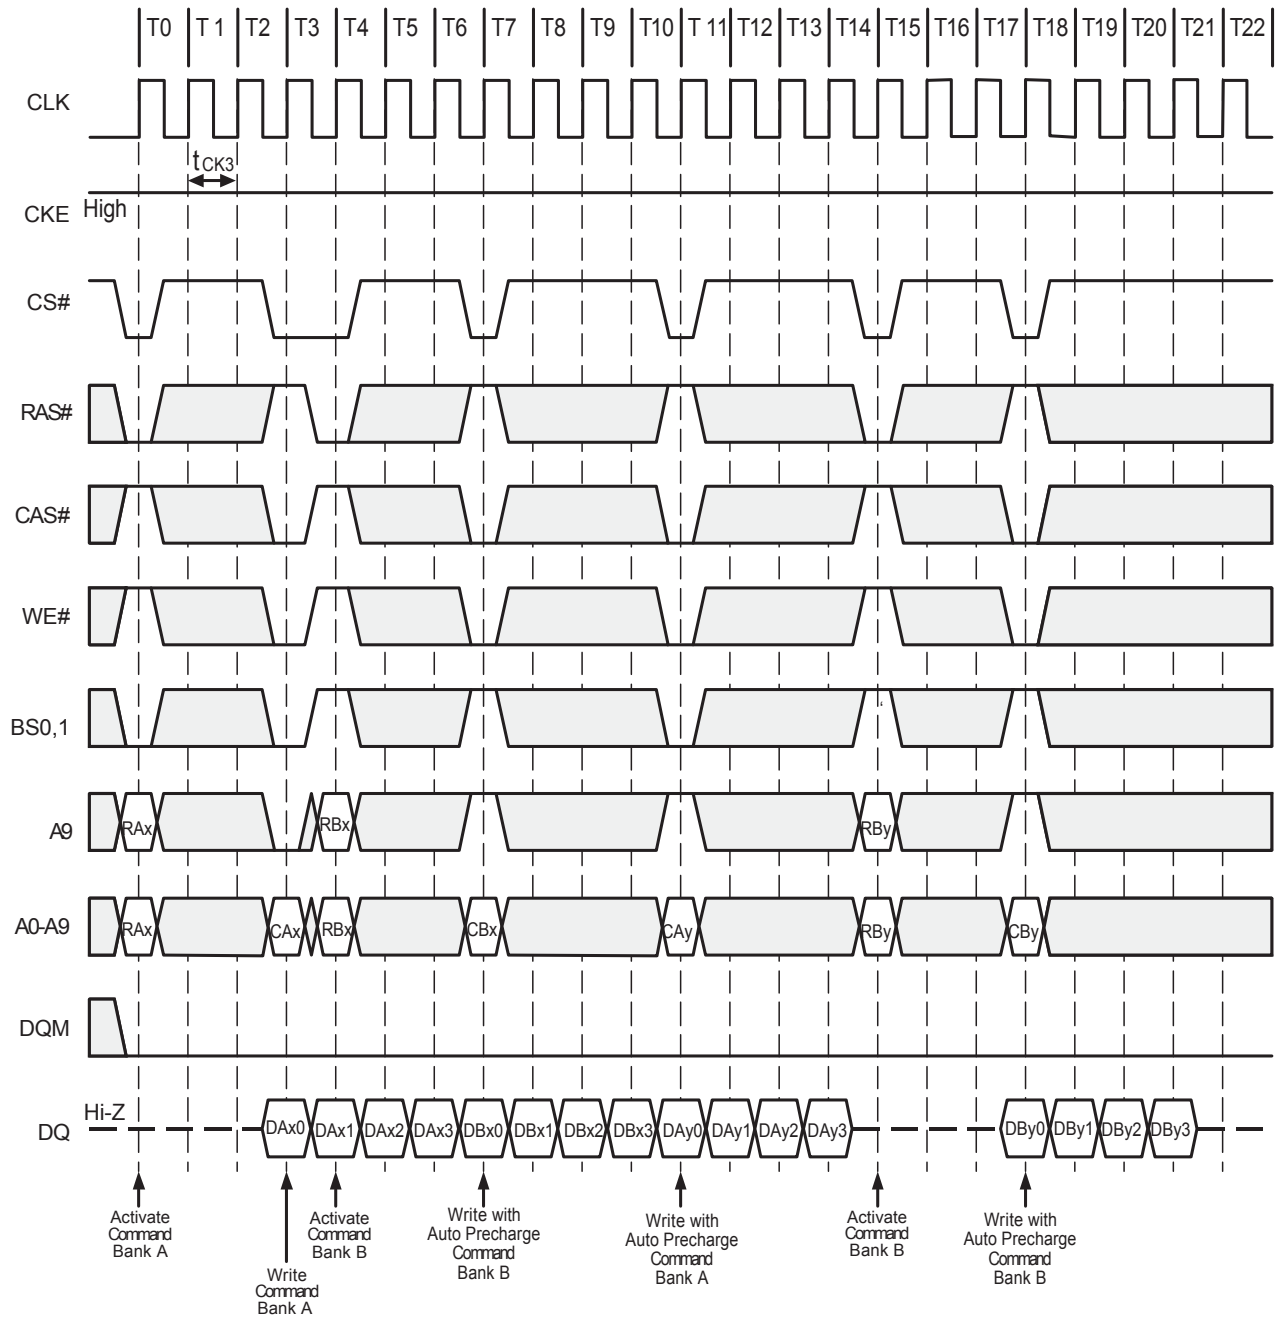 T0 T 1 T2 T3 T4 T5 T6 T7 T8 T9 T10 T 11 T12 T13 T14 T15 T16 T17 T18 T19 T20 T21 T22
CLK
tCK3
CKE High
CS#
RAS#
CAS#
WE#
BS0,1
A9 RAx RBx RBy
A0-A9 RAx CAx RBx CBx CAy RBy CBy
DQM
Hi-Z
DQ DAx0 DAx1 DAx2 DAx3 DBx0 DBx1 DBx2 DBx3 DAy0 DAy1 DAy2 DAy3 DBy0 DBy1 DBy2 DBy3
Activate
Command
Bank A
Write
Command
Bank A
Activate
Command
Bank B
Write with
Auto Precharge
Command
Bank B
Write with
Auto Precharge
Command
Bank A
Activate
Command
Bank B
Write with
Auto Precharge
Command
Bank B